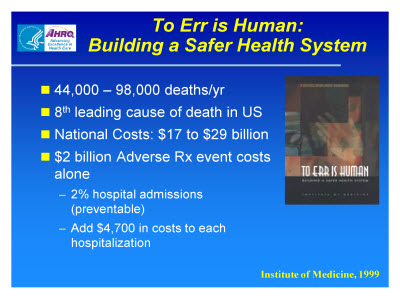 To Err is Human:
Building a Safer Health System
AHRQ
Advancing
Excellence in
Health Care
44,000 – 98,000 deaths/yr
8th leading cause of death in US
National Costs: $17 to $29 billion
$2 billion Adverse Rx event costs
alone
– 2% hospital admissions
(preventable)
– Add $4,700 in costs to each
hospitalization
TO ERR IS HUMAN
BUILDING A SAFER HEALTH SYSTEM
INSTITUTE OF MEDICINE
Institute of Medicine, 1999